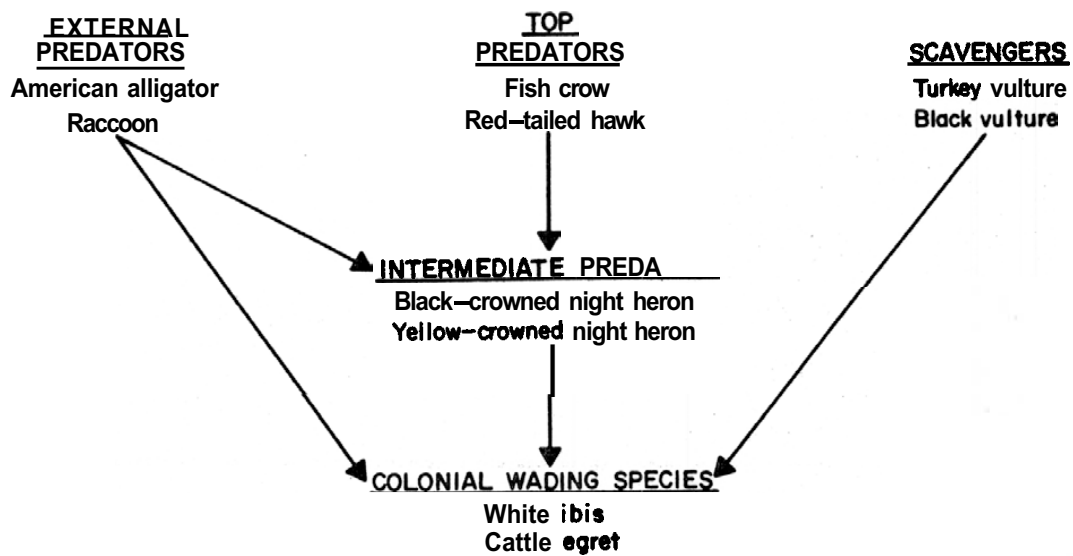 EXTERNAL
PREDATORS
American alligator
Raccoon
TOP
PREDATORS
Fish crow
Red-tailed hawk
SCAVENGERS
Turkey vulture
Black vulture
INTERMEDIATE PREDA
Black-crowned night heron
Yellow-crowned night heron
COLONIAL WADING SPECIES
White ibis
Cattle egret